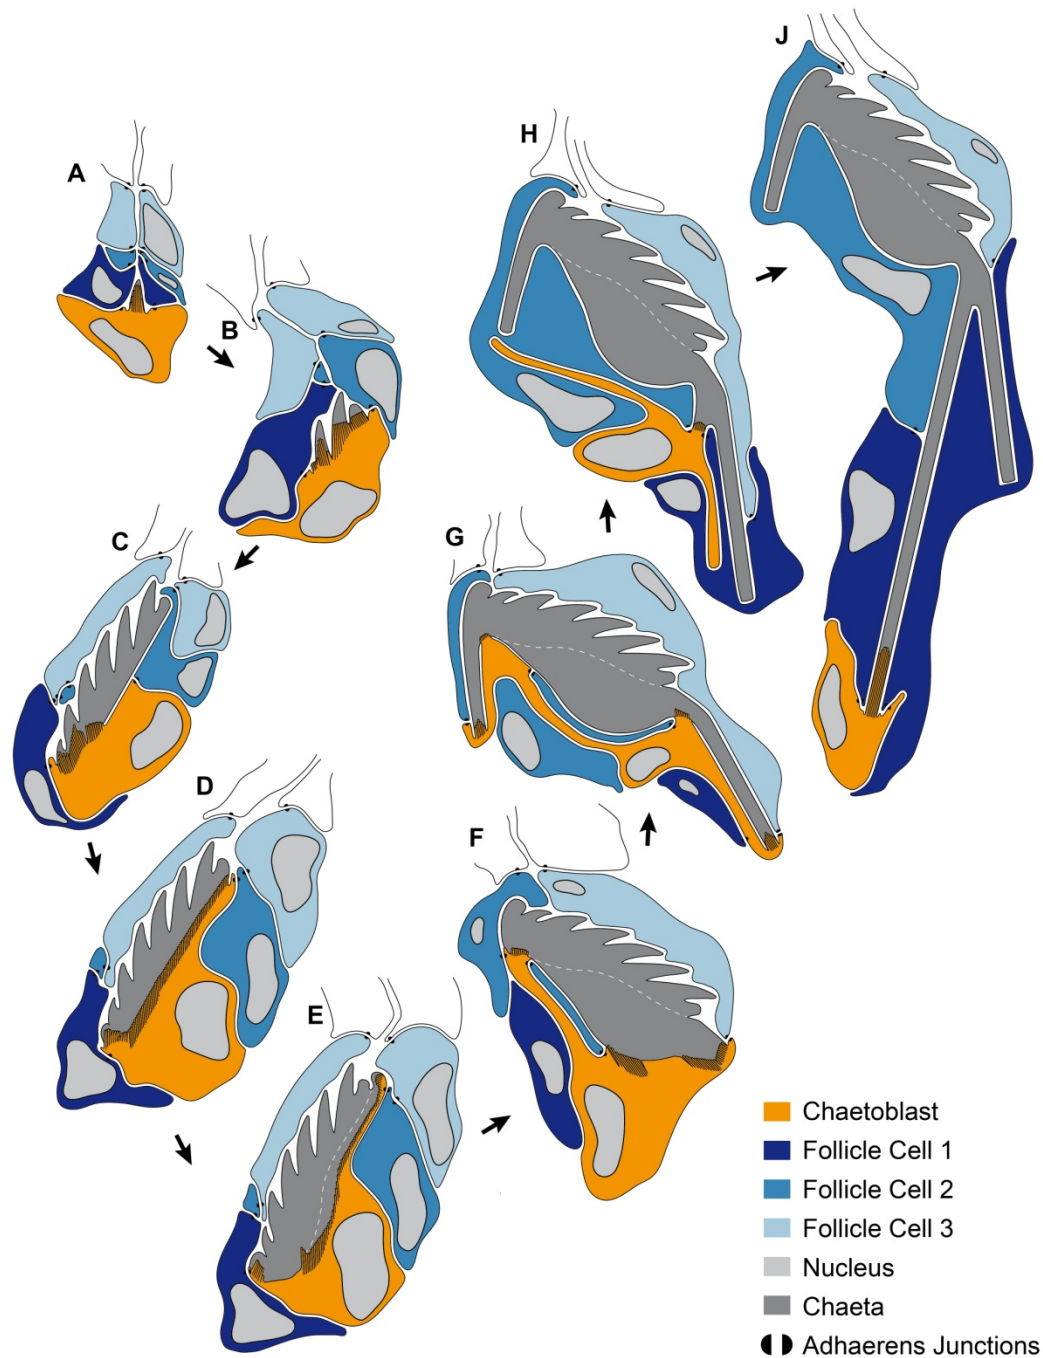 A
B
C
D
E
F
G
H
J
Chaetoblast
Follicle Cell 1
Follicle Cell 2
Follicle Cell 3
Nucleus
Chaeta
Adhaerens Junctions